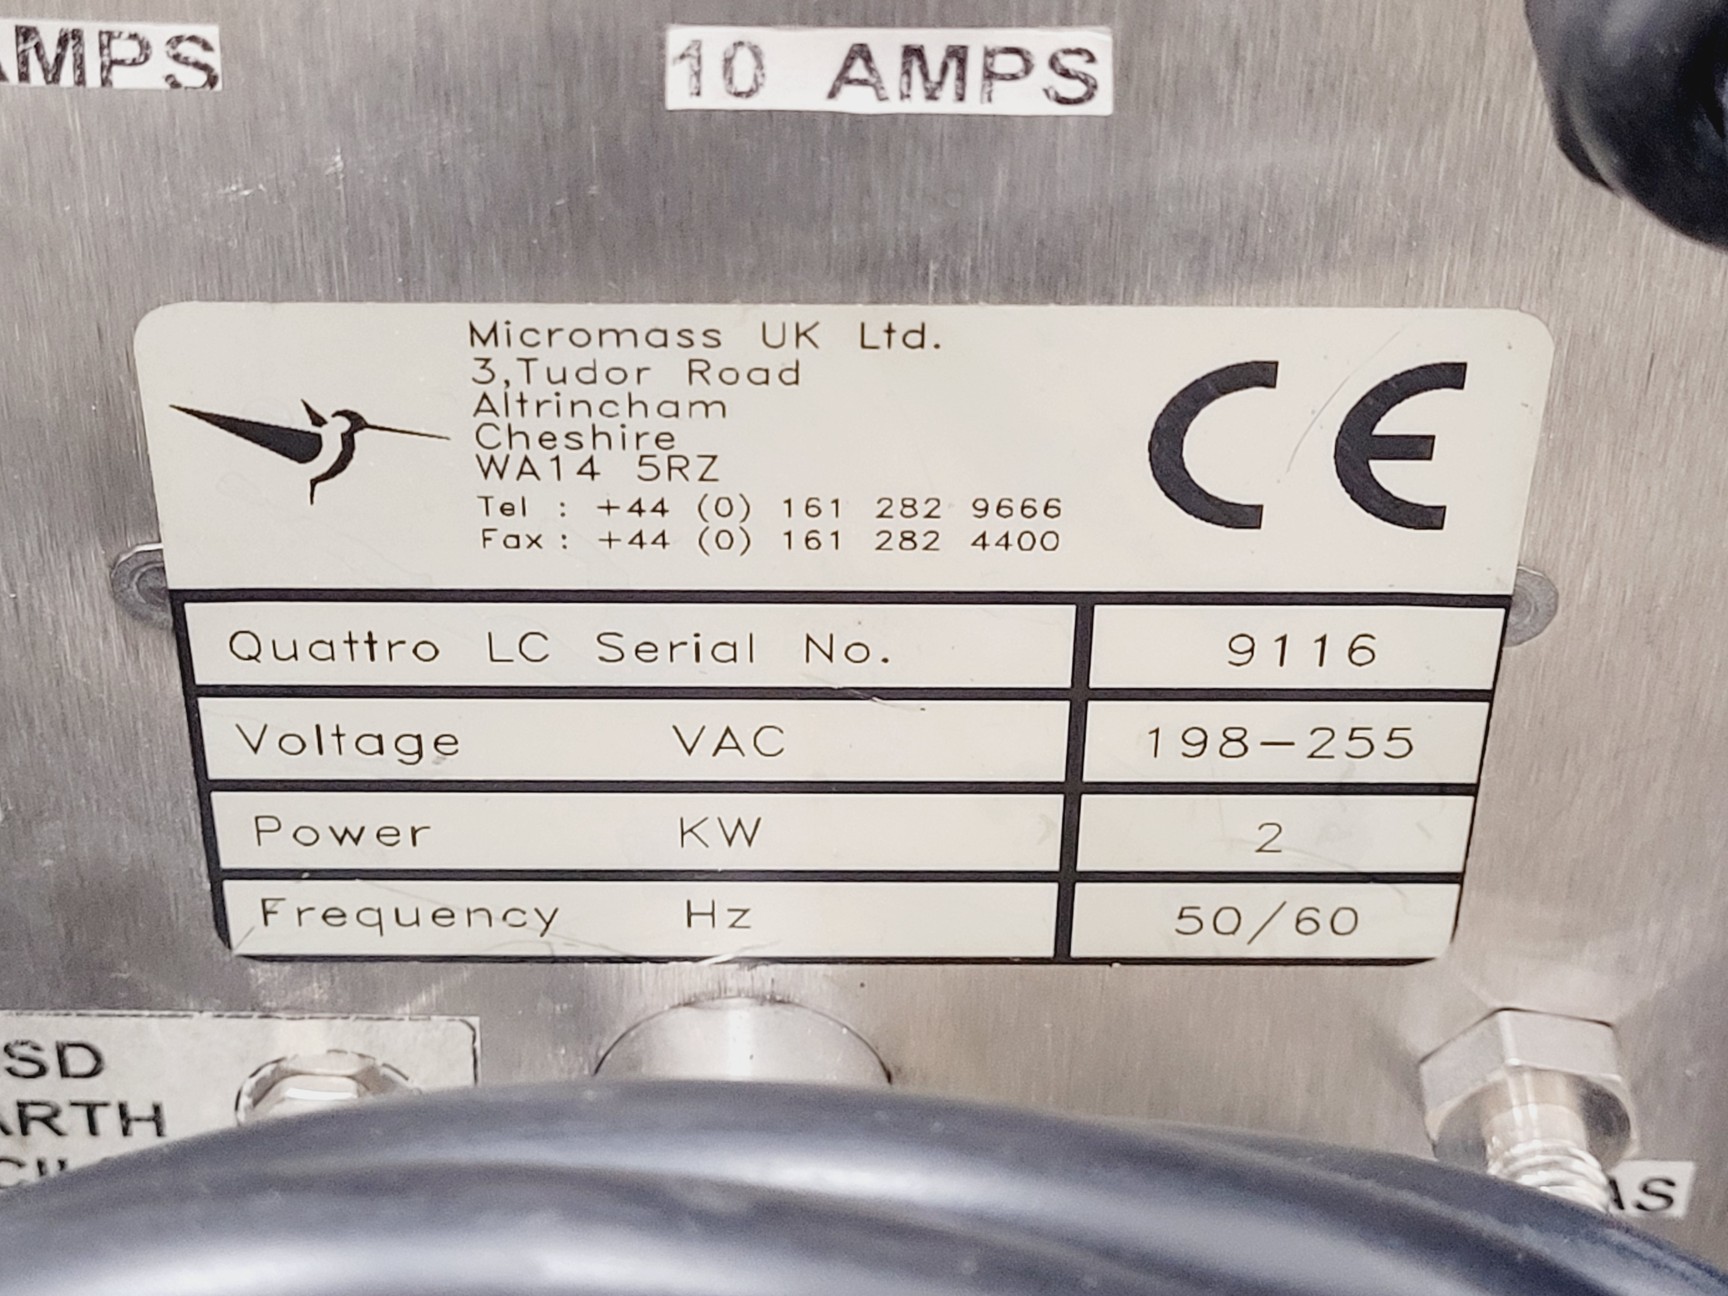 AMPS
10 AMPS
Micromass UK Ltd.
3,Tudor Road
Altrincham
Cheshire
WA14 5RZ
Tel : +44 (0) 161 282 9666
Fax : +44 (0) 161 282 4400
CE
Quattro LC Serial No. 9116
Voltage VAC 198-255
Power KW 2
Frequency Hz 50/60
SD
ARTH
AS